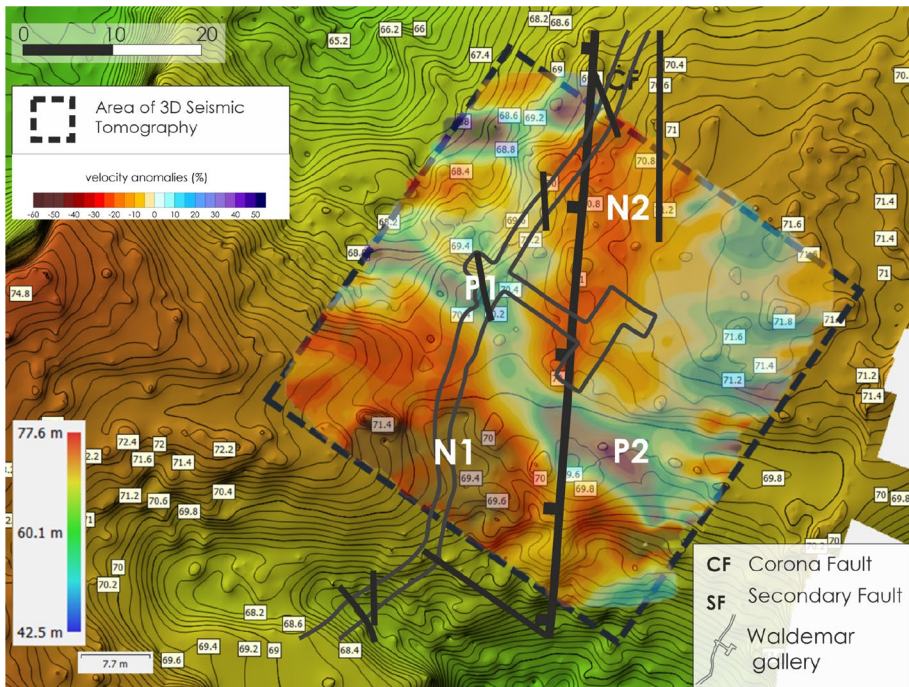 0 10 20
Area of 3D Seismic
Tomography
velocity anomalies (%)
-60 -50 -40 -30 -20 -10 0 10 20 30 40 50
68.2
66.2 66 68.6
65.2
67.4
69
CF
70.4
71
68.6 69.2
68.8
70.8
68.4
N2
71.6
71.4
71.4
71
69.4
P1
70.4
74.8
71.8
71.6
71.4
71.2
71.2
71.4
71.4
N1
70
P2
72.4 72 72.2
71.6 71.4
69.4
70
69.8
69.8
71.2 70.6 70.4
69.8
69.6
70
69.8
77.6 m
60.1 m
42.5 m
70
70.2
68.2
68.6
69.4 69.2 69 68.4
69.6
7.7 m
CF Corona Fault
SF Secondary Fault
Waldemar
gallery